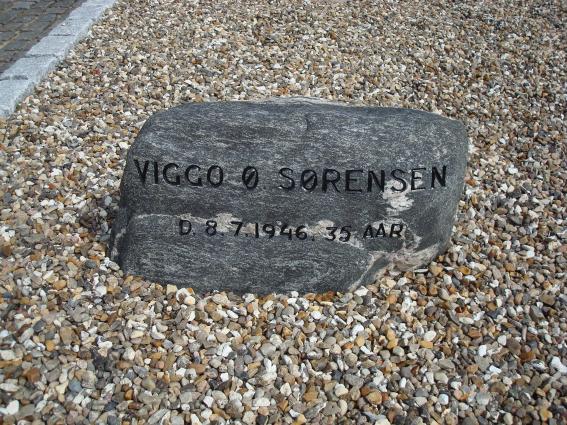 VIGGO Ø SØRENSEN
D. 8.7.1946. 35 AAR